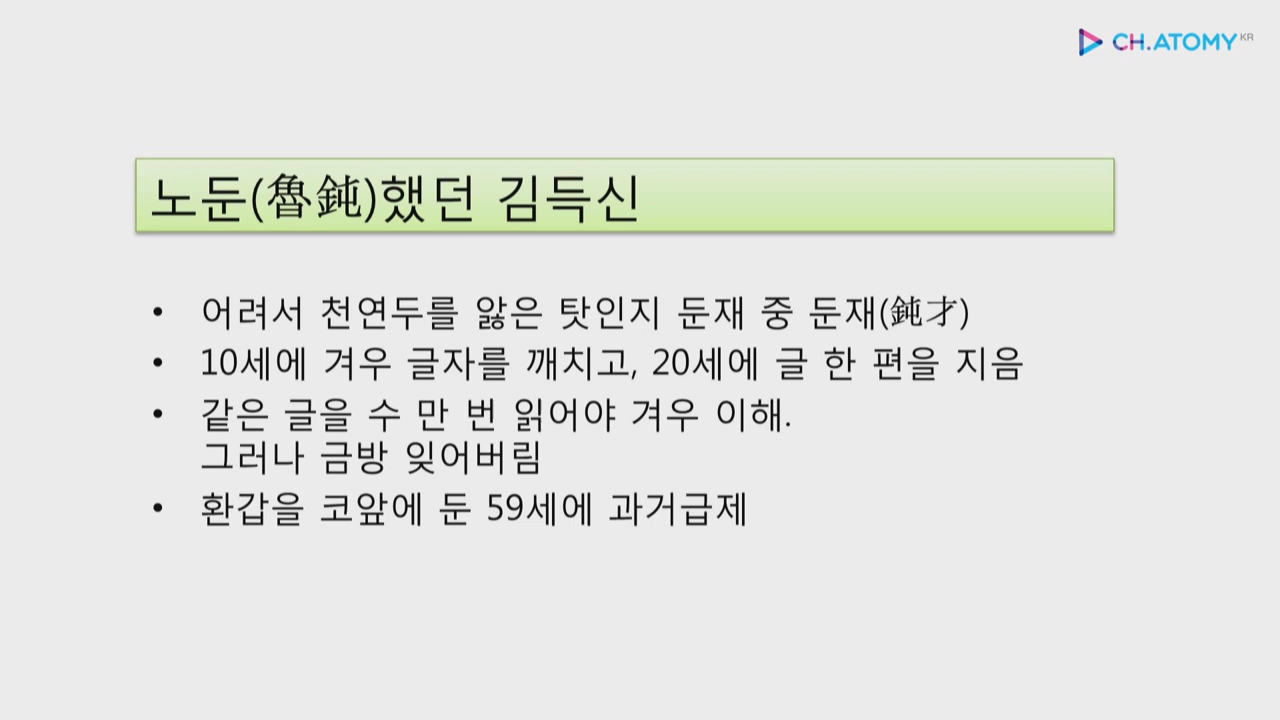 CH.ATOMY KR
노둔(魯鈍)했던 김득신
• 어려서 천연두를 앓은 탓인지 둔재 중 둔재(鈍才)
• 10세에 겨우 글자를 깨치고, 20세에 글 한 편을 지음
• 같은 글을 수 만 번 읽어야 겨우 이해.
그러나 금방 잊어버림
• 환갑을 코앞에 둔 59세에 과거급제